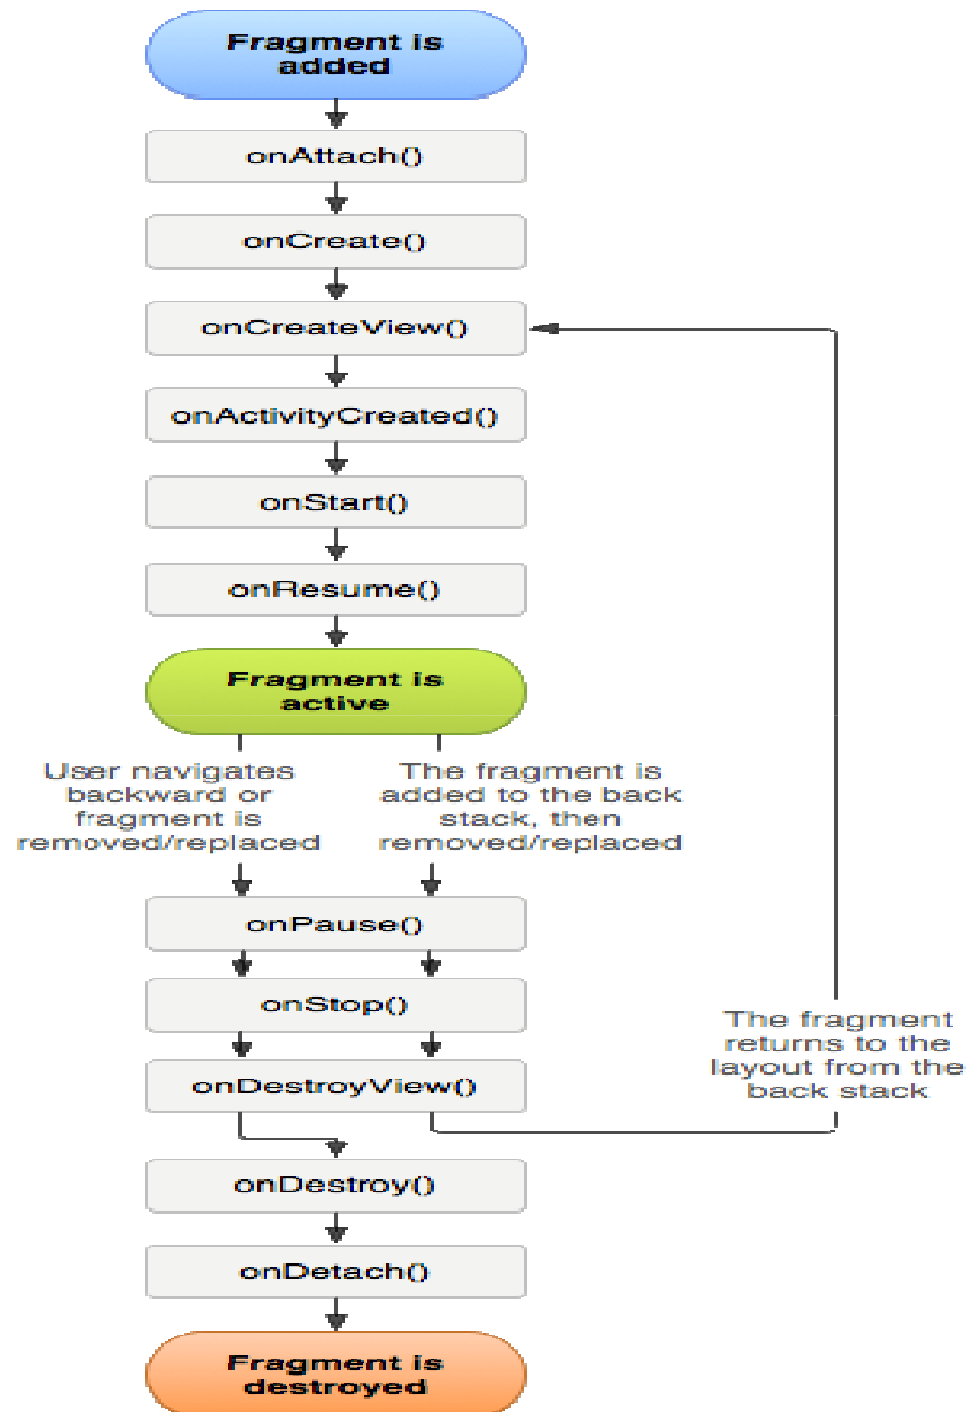 Fragment is
added
onAttach()
onCreate()
onCreateView()
onActivityCreated()
onStart()
onResume()
Fragment is
active
User navigates
backward or
fragment is
removed/replaced
The fragment is
added to the back
stack, then
removed/replaced
onPause()
onStop()
onDestroyView()
The fragment
returns to the
layout from the
back stack
onDestroy()
onDetach()
Fragment is
destroyed